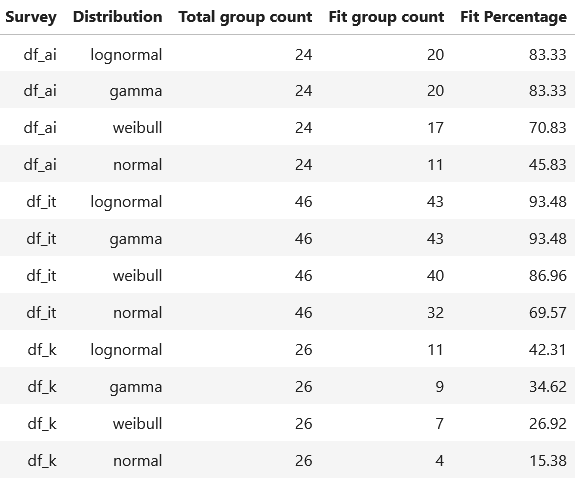 Survey Distribution Total group count Fit group count Fit Percentage
df_ai lognormal 24 20 83.33
df_ai gamma 24 20 83.33
df_ai weibull 24 17 70.83
df_ai normal 24 11 45.83
df_it lognormal 46 43 93.48
df_it gamma 46 43 93.48
df_it weibull 46 40 86.96
df_it normal 46 32 69.57
df_k lognormal 26 11 42.31
df_k gamma 26 9 34.62
df_k weibull 26 7 26.92
df_k normal 26 4 15.38